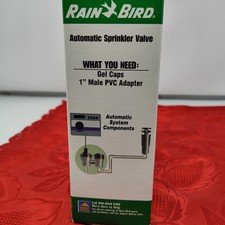 RAIN BIRD
Automatic Sprinkler Valve
WHAT YOU NEED:
Gel Caps
1" Male PVC Adapter
Automatic
System
Components